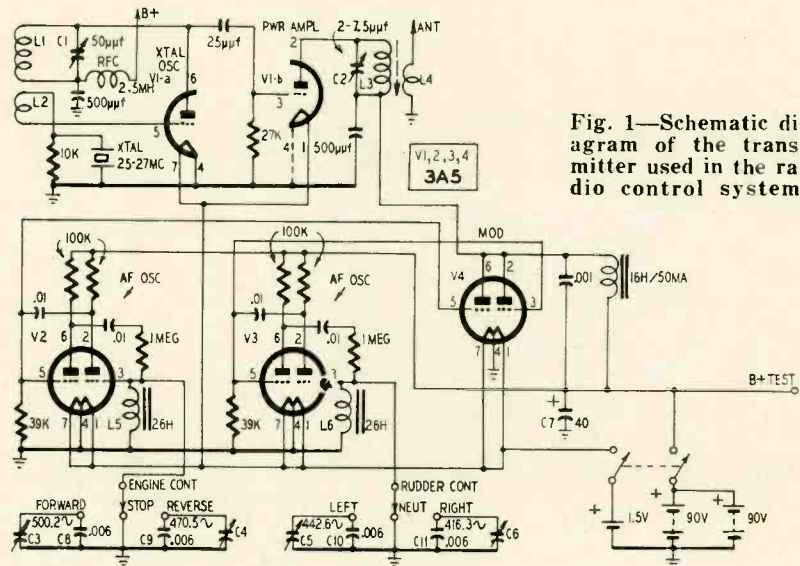 B+
L1
C1
50µµf
RFC
2.5MH
500µµf
L2
10K
XTAL
25-27MC
XTAL
OSC
V1-a
6
5
7
4
25µµf
PWR AMPL
2
V1-b
3
4
1
27K
500µµf
2-7.5µµf
C2
L3
ANT
L4
V1,2,3,4
3A5
Fig. 1—Schematic di-
agram of the trans-
mitter used in the ra-
dio control system.
100K
AF OSC
.01
V2
6
2
.01
1MEG
5
3
39K
7
4
1
L5
26H
100K
AF OSC
.01
V3
6
2
.01
1MEG
5
3
39K
7
4
1
L6
26H
MOD
V4
6
2
5
3
7
4
1
.001
16H/50MA
B+ TEST
C7
40
ENGINE CONT
FORWARD
STOP
REVERSE
500.2~
470.5~
C3
C8
.006
C9
.006
C4
RUDDER CONT
LEFT
NEUT
RIGHT
442.6~
416.3~
C5
C10
.006
C11
.006
C6
+
1.5V
+
90V
+
90V